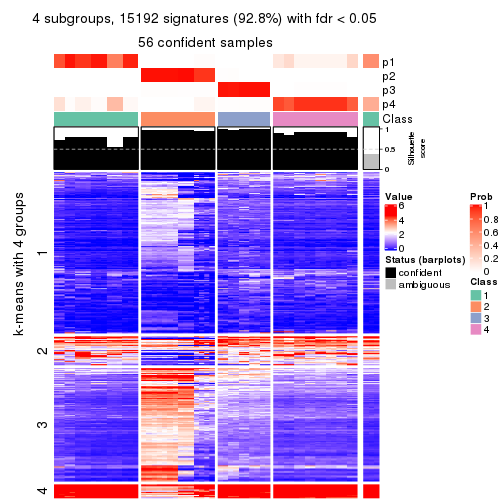 4 subgroups, 15192 signatures (92.8%) with fdr < 0.05
56 confident samples
p1
p2
p3
p4
Class
1
0.5
0
Silhouette
score
k-means with 4 groups
1
2
3
4
Value
6
4
2
0
Status (barplots)
confident
ambiguous
Prob
1
0.8
0.6
0.4
0.2
0
Class
1
2
3
4